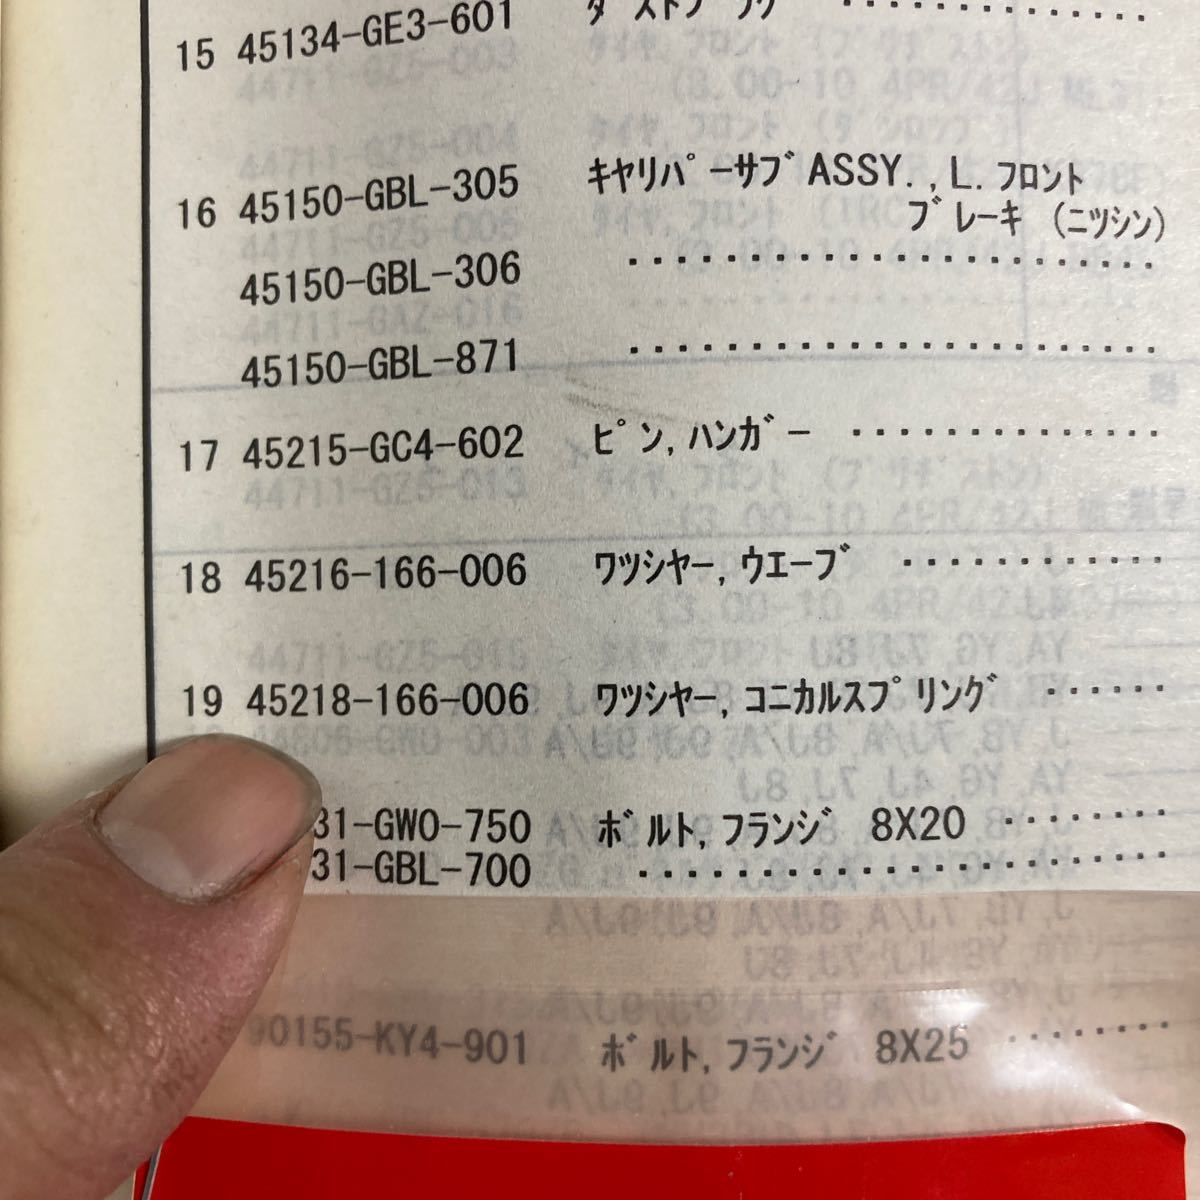 15 45134-GE3-601 ・・・・・・・・・・・・・
16 45150-GBL-305 キヤリパーサブASSY.,L.フロント
ブレーキ (ニツシン)
45150-GBL-306 ・・・・・・・・・・・・・・・・・・・・・・
45150-GBL-871 ・・・・・・・・・・・・・・・・・・・・・・
17 45215-GC4-602 ピン,ハンガー ・・・・・・・・・・・・・
18 45216-166-006 ワツシヤー,ウエーブ ・・・・・・・・・・・
19 45218-166-006 ワツシヤー,コニカルスプリング ・・・・・・
31-GW0-750 ボルト,フランジ 8X20 ・・・・・・・
31-GBL-700 ・・・・・・・・・・・・・・・・・・・・・・
90155-KY4-901 ボルト,フランジ 8X25 ・・・・・・・